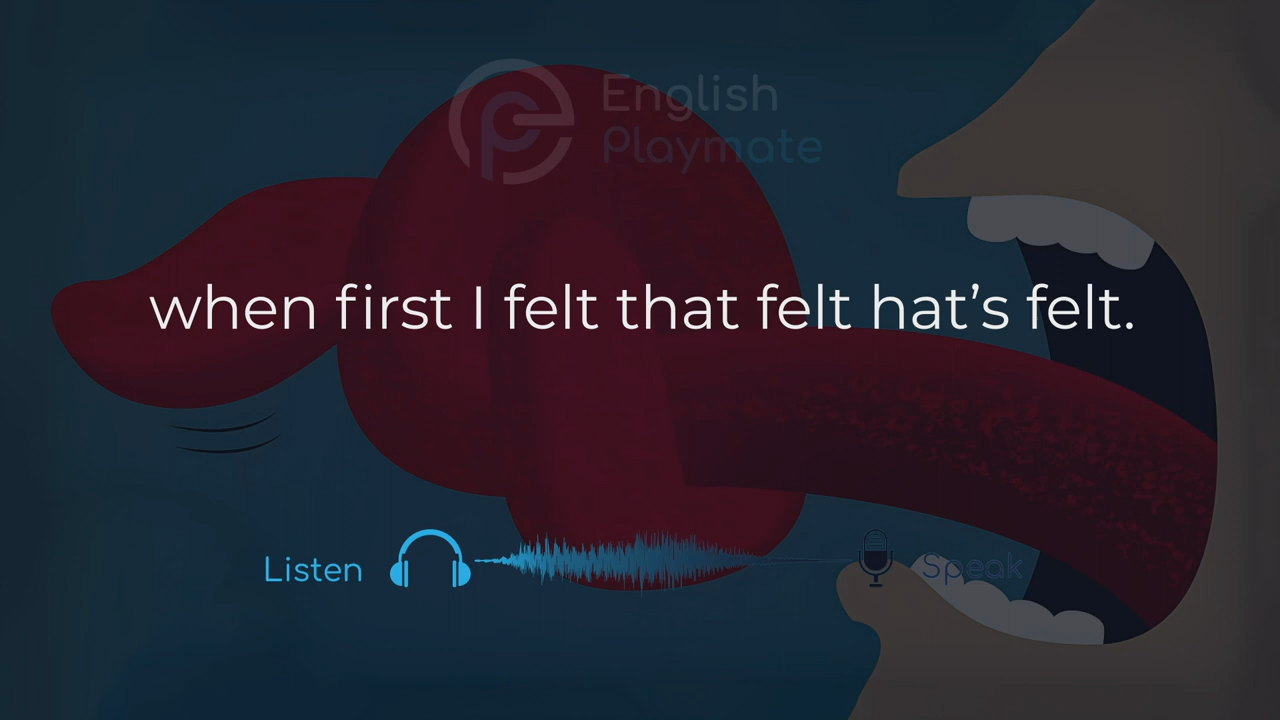 English
Playmate
when first I felt that felt hat’s felt.
Listen
Speak